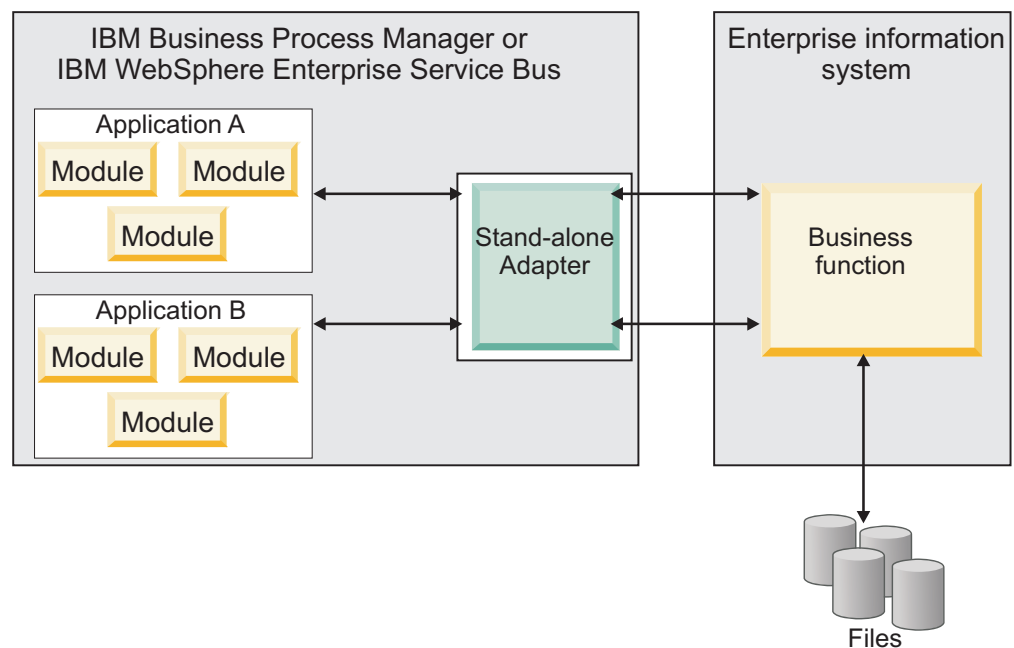 IBM Business Process Manager or
IBM WebSphere Enterprise Service Bus
Application A
Module
Module
Module
Application B
Module
Module
Module
Stand-alone
Adapter
Enterprise information
system
Business
function
Files